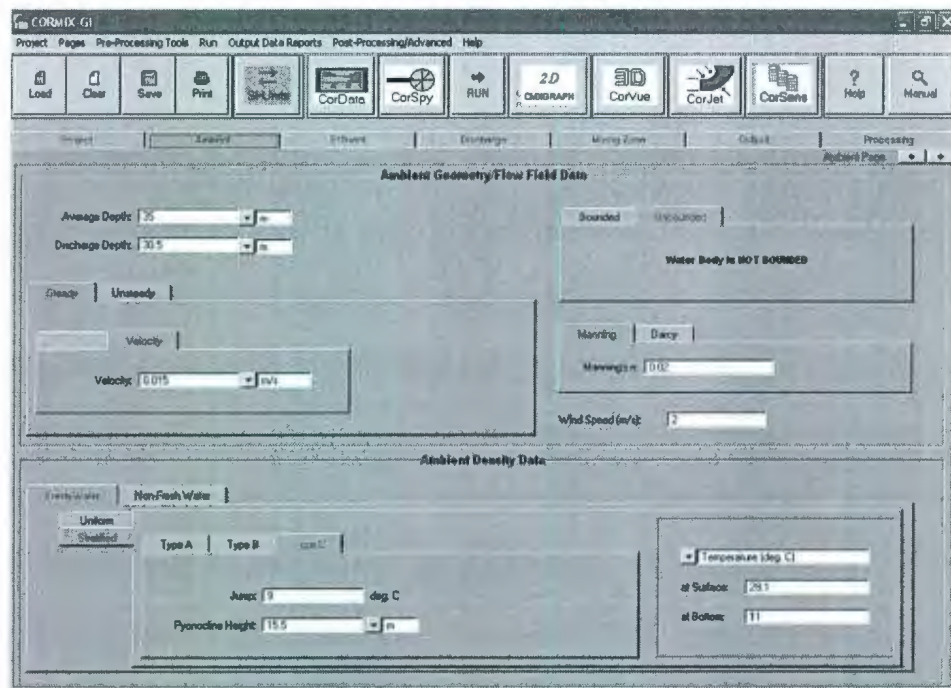 CORMIX-GI
Project Pages Pre-Processing Tools Run Output Data Reports Post-Processing/Advanced Help
Load Clear Save Print CorData CorSpy RUN 2D CMXGRAPH 3D CorVue CorJet CorSens ? Help Manual
Project Ambient Effluent Discharge Mixing Zone Output Processing
Ambient Page
Ambient Geometry/Flow Field Data
Average Depth: 35 m
Discharge Depth: 30.5 m
Bounded Unbounded
Water Body is NOT BOUNDED
Steady Unsteady
Velocity
Velocity: 0.015 m/s
Manning Darcy
Manning's n: 0.02
Wind Speed (m/s): 2
Ambient Density Data
Fresh Water Non-Fresh Water
Uniform
Stratified
Type A Type B Type C
Jump: 9 deg. C
Pycnocline Height: 15.5 m
Temperature (deg. C)
at Surface: 29.1
at Bottom: 11